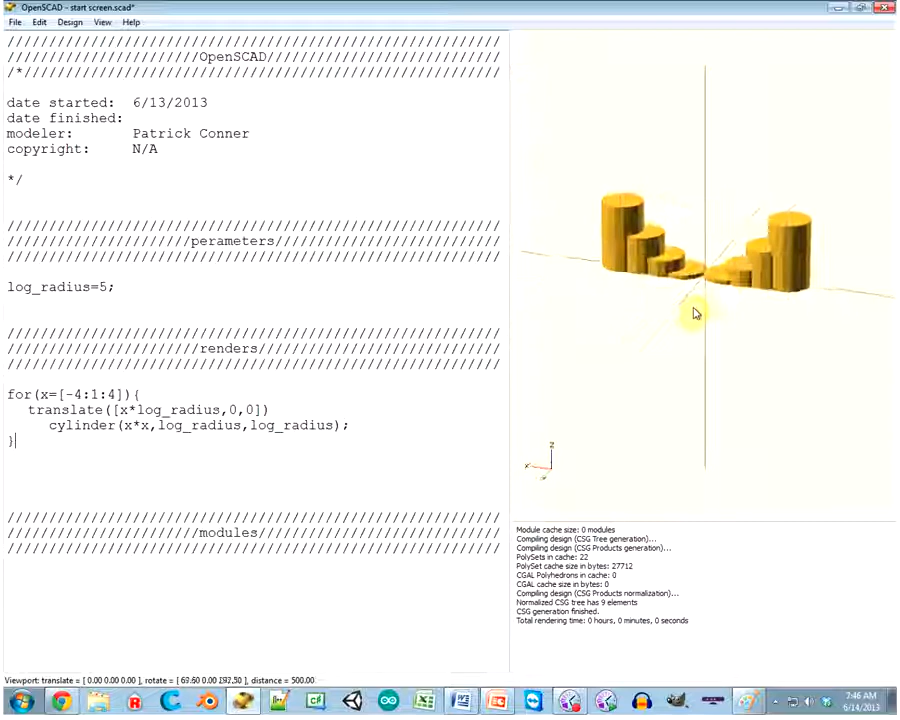 OpenSCAD - start screen.scad*
File Edit Design View Help
////////////////////////////////////////////////////////////////////////
////////////////////////////OpenSCAD//////////////////////////////////
/*//////////////////////////////////////////////////////////////////////
date started: 6/13/2013
date finished:
modeler: Patrick Conner
copyright: N/A
*/
////////////////////////////////////////////////////////////////////////
///////////////////////////perameters/////////////////////////////////
////////////////////////////////////////////////////////////////////////
log_radius=5;
////////////////////////////////////////////////////////////////////////
////////////////////////////renders///////////////////////////////////
////////////////////////////////////////////////////////////////////////
for(x=[-4:1:4]){
translate([x*log_radius,0,0])
cylinder(x*x,log_radius,log_radius);
}
////////////////////////////////////////////////////////////////////////
////////////////////////////modules///////////////////////////////////
////////////////////////////////////////////////////////////////////////
z
x
Module cache size: 0 modules
Compiling design (CSG Tree generation)...
Compiling design (CSG Products generation)...
PolySets in cache: 22
PolySet cache size in bytes: 27712
CGAL Polyhedrons in cache: 0
CGAL cache size in bytes: 0
Compiling design (CSG Products normalization)...
Normalized CSG tree has 9 elements
CSG generation finished.
Total rendering time: 0 hours, 0 minutes, 0 seconds
Viewport: translate = [ 0.00 0.00 0.00 ], rotate = [ 69.60 0.00 192.50 ], distance = 500.00
7:46 AM
6/14/2013